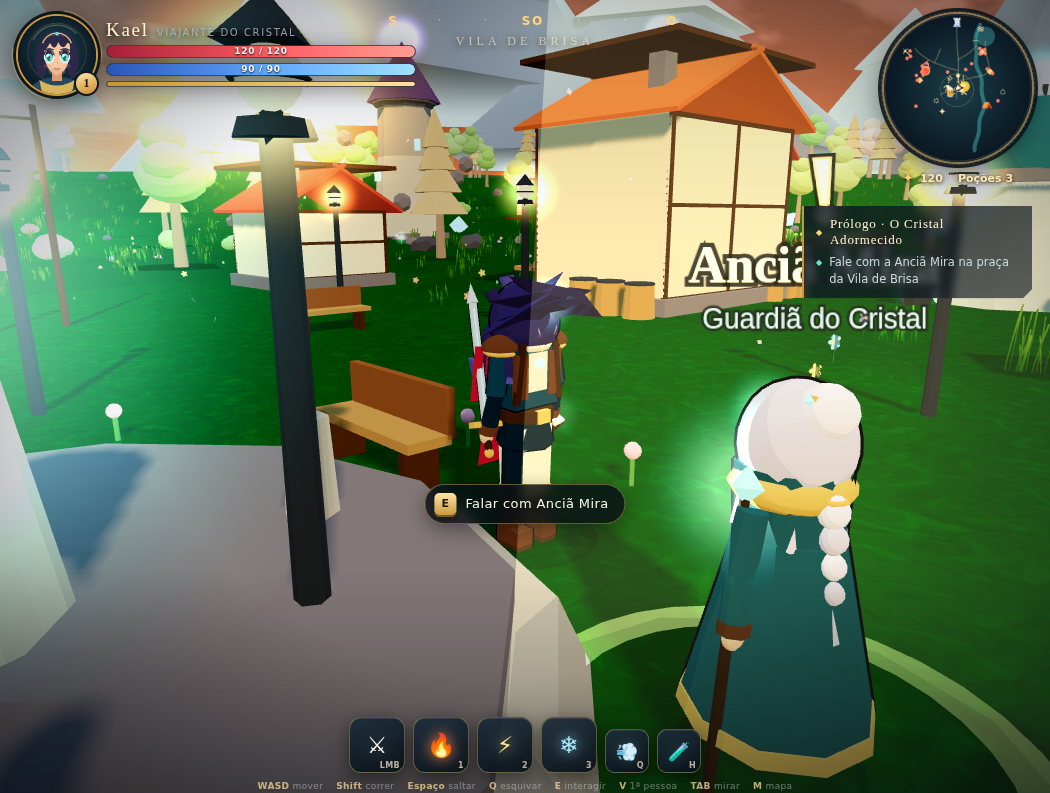 Kael VIAJANTE DO CRISTAL
120 / 120
90 / 90
1
S SO O
VILA DE BRISA
120 Poções 3
Prólogo · O Cristal
Adormecido
Fale com a Anciã Mira na praça
da Vila de Brisa
Anciã
Guardiã do Cristal
E Falar com Anciã Mira
LMB 1 2 3 Q H
WASD mover Shift correr Espaço saltar Q esquivar E interagir V 1ª pessoa TAB mirar M mapa